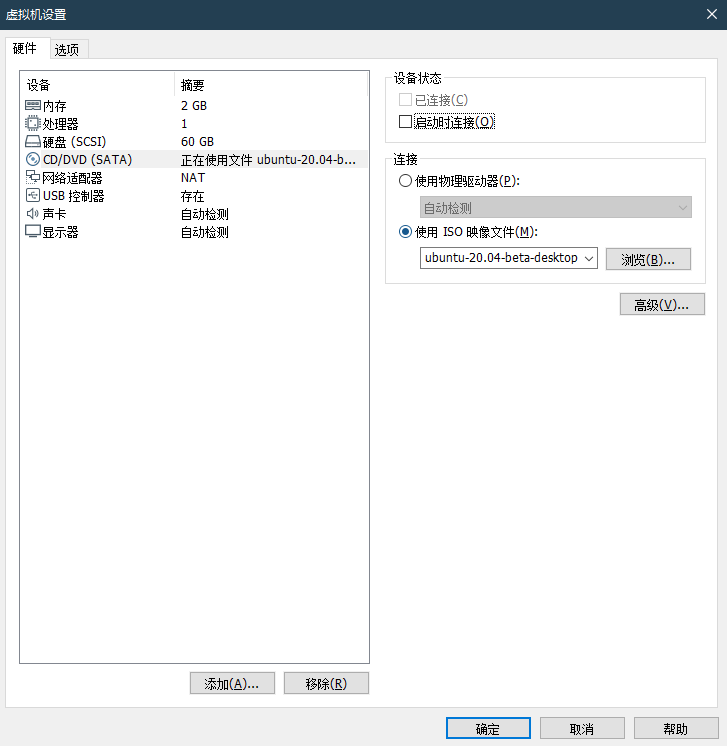 虚拟机设置
硬件 选项
设备 摘要
内存 2 GB
处理器 1
硬盘 (SCSI) 60 GB
CD/DVD (SATA) 正在使用文件 ubuntu-20.04-b...
网络适配器 NAT
USB 控制器 存在
声卡 自动检测
显示器 自动检测
添加(A)... 移除(R)
设备状态
已连接(C)
启动时连接(O)
连接
使用物理驱动器(P):
自动检测
使用 ISO 映像文件(M):
ubuntu-20.04-beta-desktop 浏览(B)...
高级(V)...
确定 取消 帮助